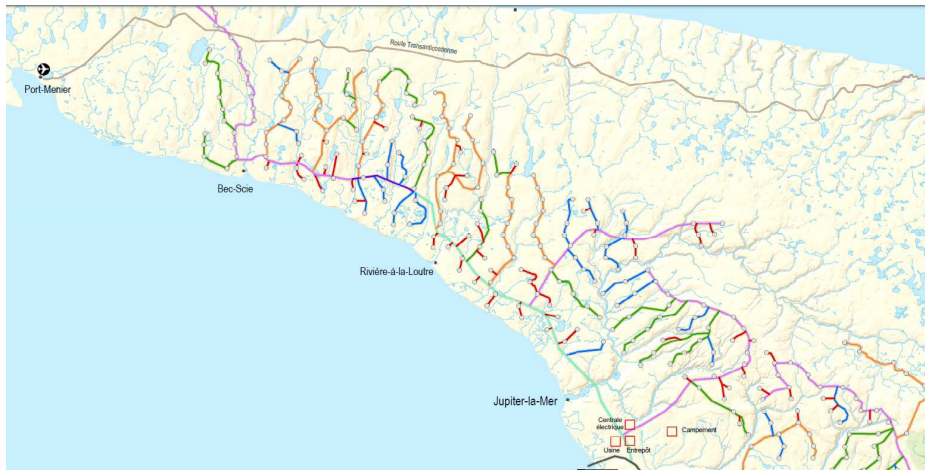 Route Transanticostienne
Port-Menier
Bec-Scie
Rivière-à-la-Loutre
Jupiter-la-Mer
Centrale
électrique
Campement
Usine
Entrepôt